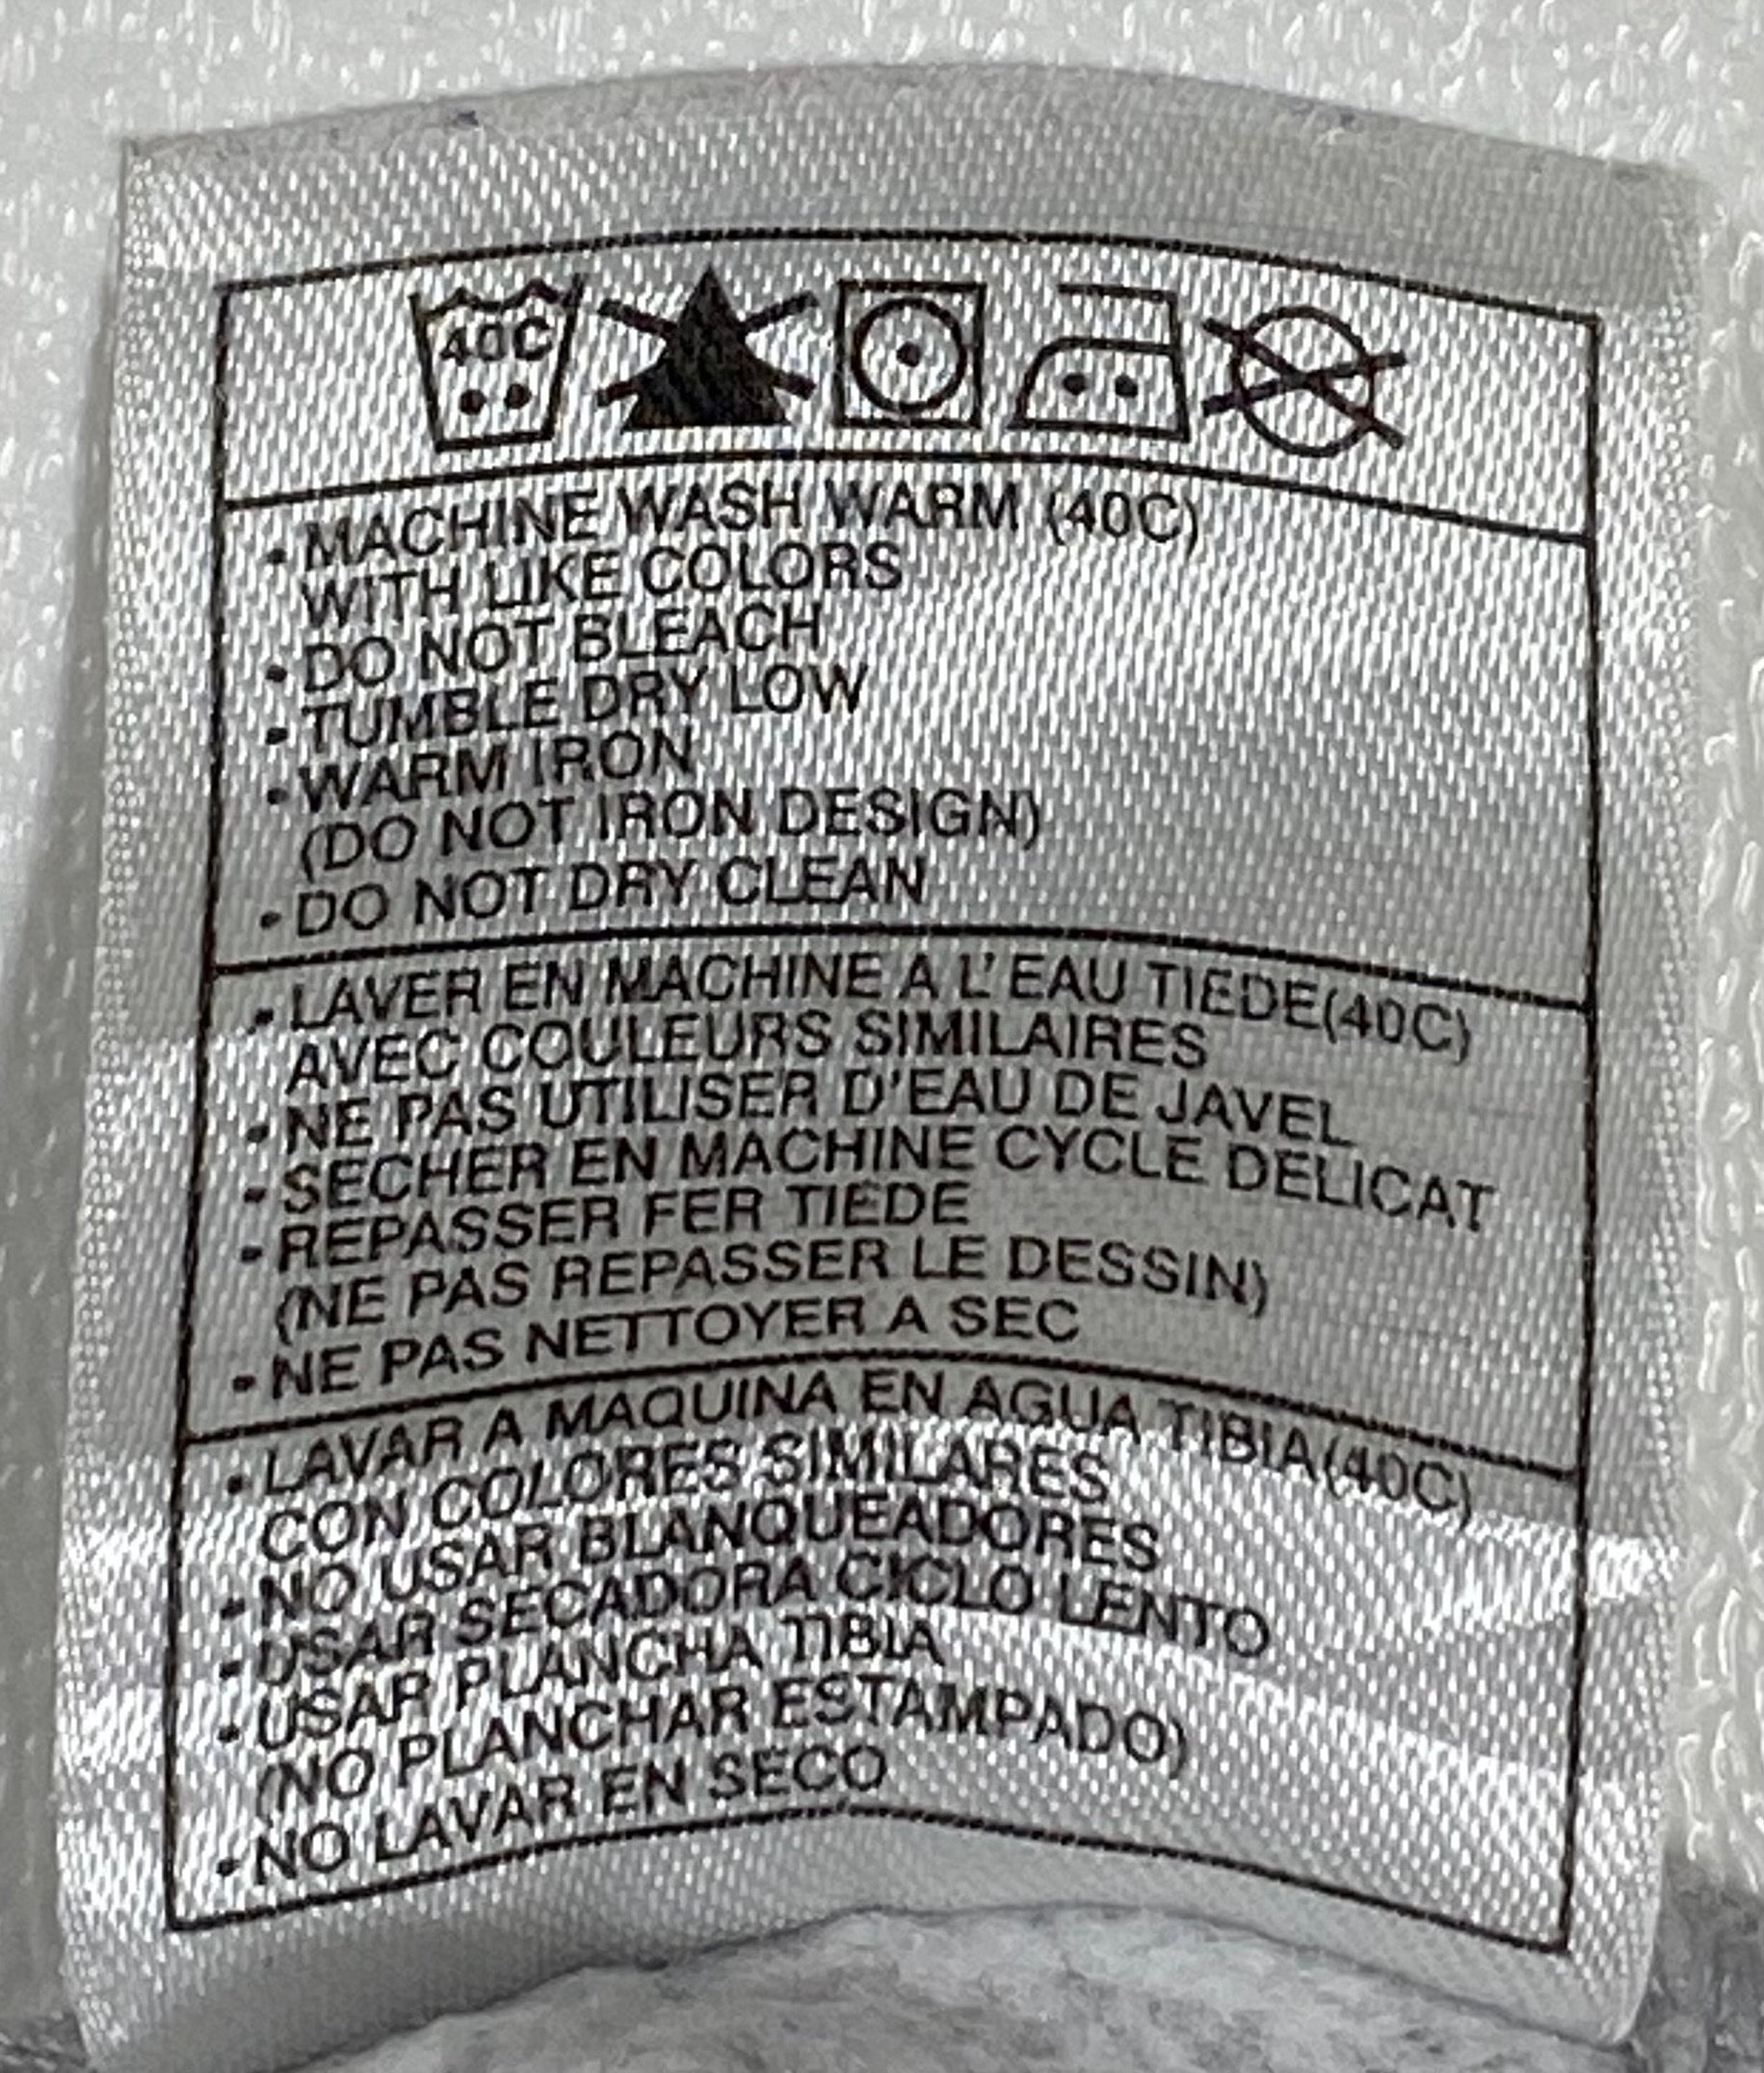 40C
• MACHINE WASH WARM (40C)
WITH LIKE COLORS
• DO NOT BLEACH
• TUMBLE DRY LOW
• WARM IRON
(DO NOT IRON DESIGN)
• DO NOT DRY CLEAN
• LAVER EN MACHINE A L'EAU TIEDE(40C)
AVEC COULEURS SIMILAIRES
• NE PAS UTILISER D'EAU DE JAVEL
• SECHER EN MACHINE CYCLE DELICAT
• REPASSER FER TIEDE
(NE PAS REPASSER LE DESSIN)
• NE PAS NETTOYER A SEC
• LAVAR A MAQUINA EN AGUA TIBIA(40C)
CON COLORES SIMILARES
• NO USAR BLANQUEADORES
• USAR SECADORA CICLO LENTO
• USAR PLANCHA TIBIA
(NO PLANCHAR ESTAMPADO)
• NO LAVAR EN SECO